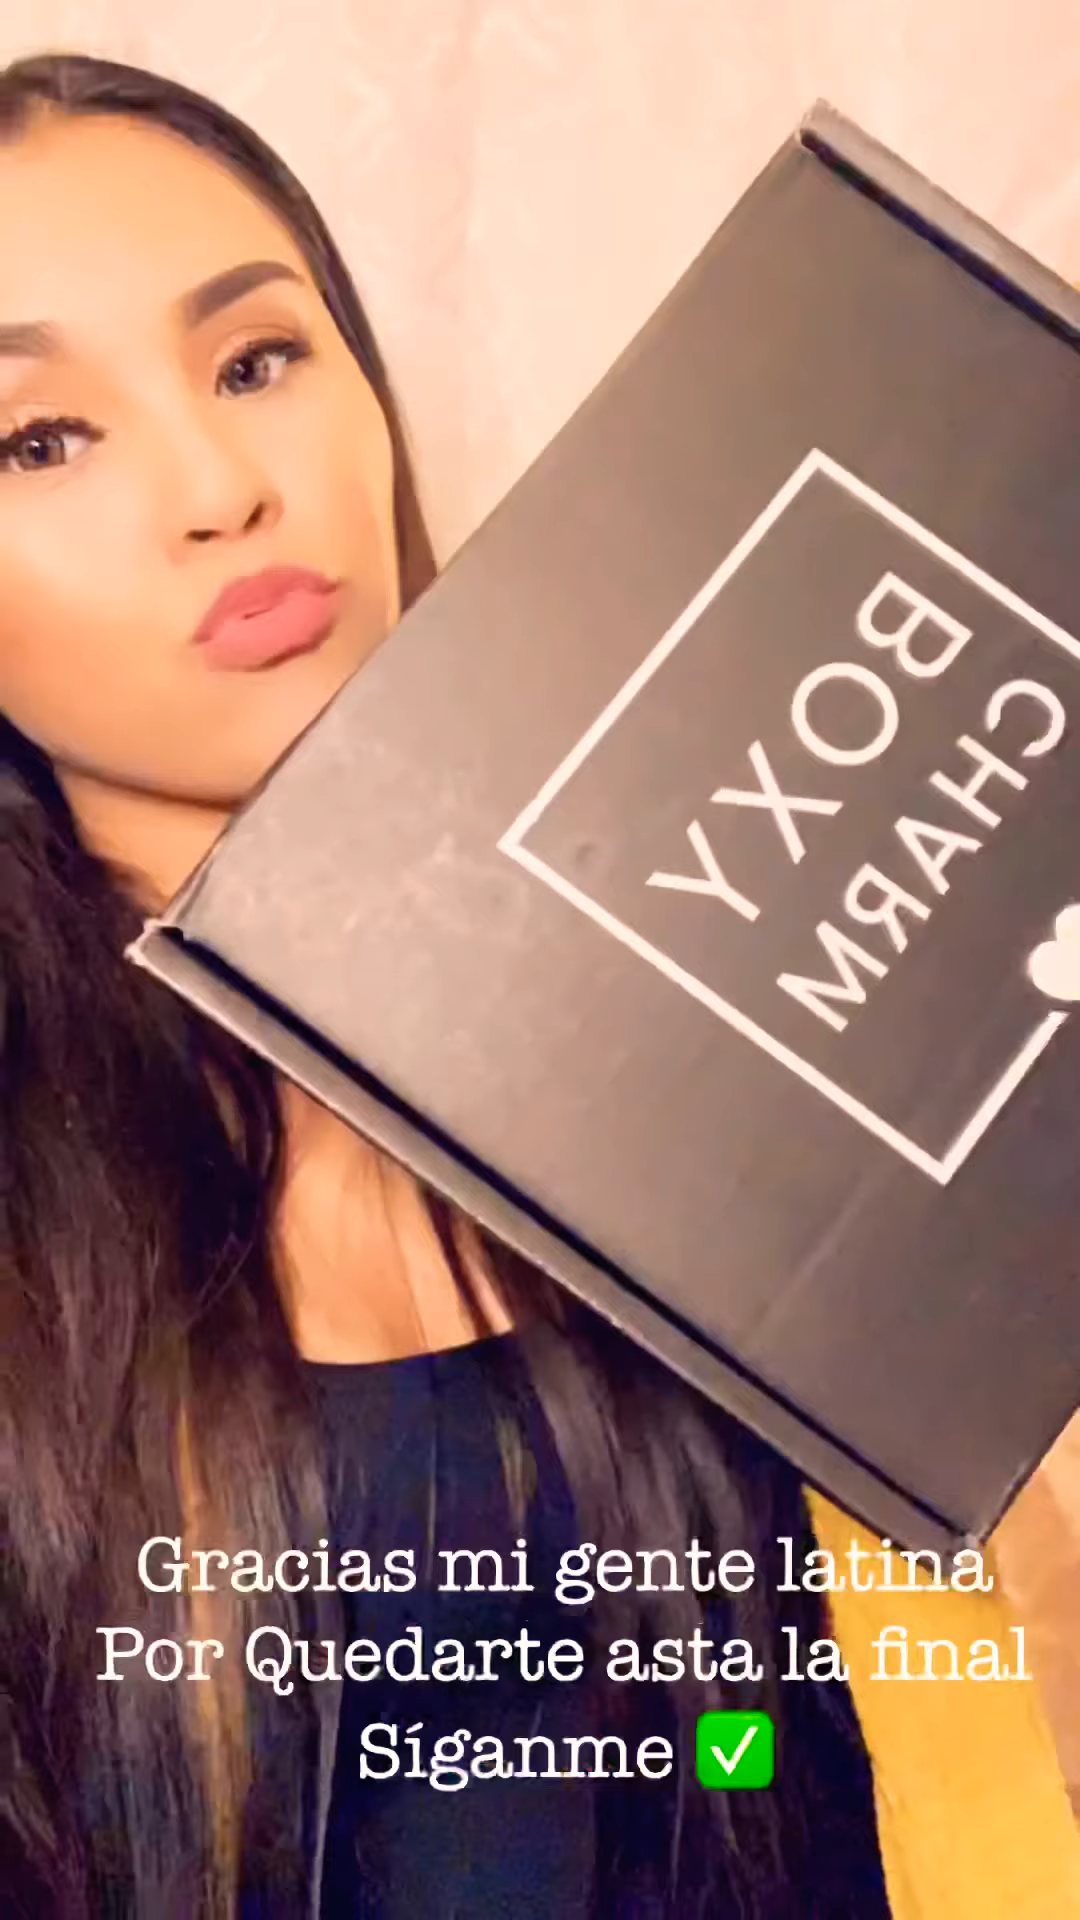 BOXY
CHARM
Gracias mi gente latina
Por Quedarte asta la final
Síganme ✅